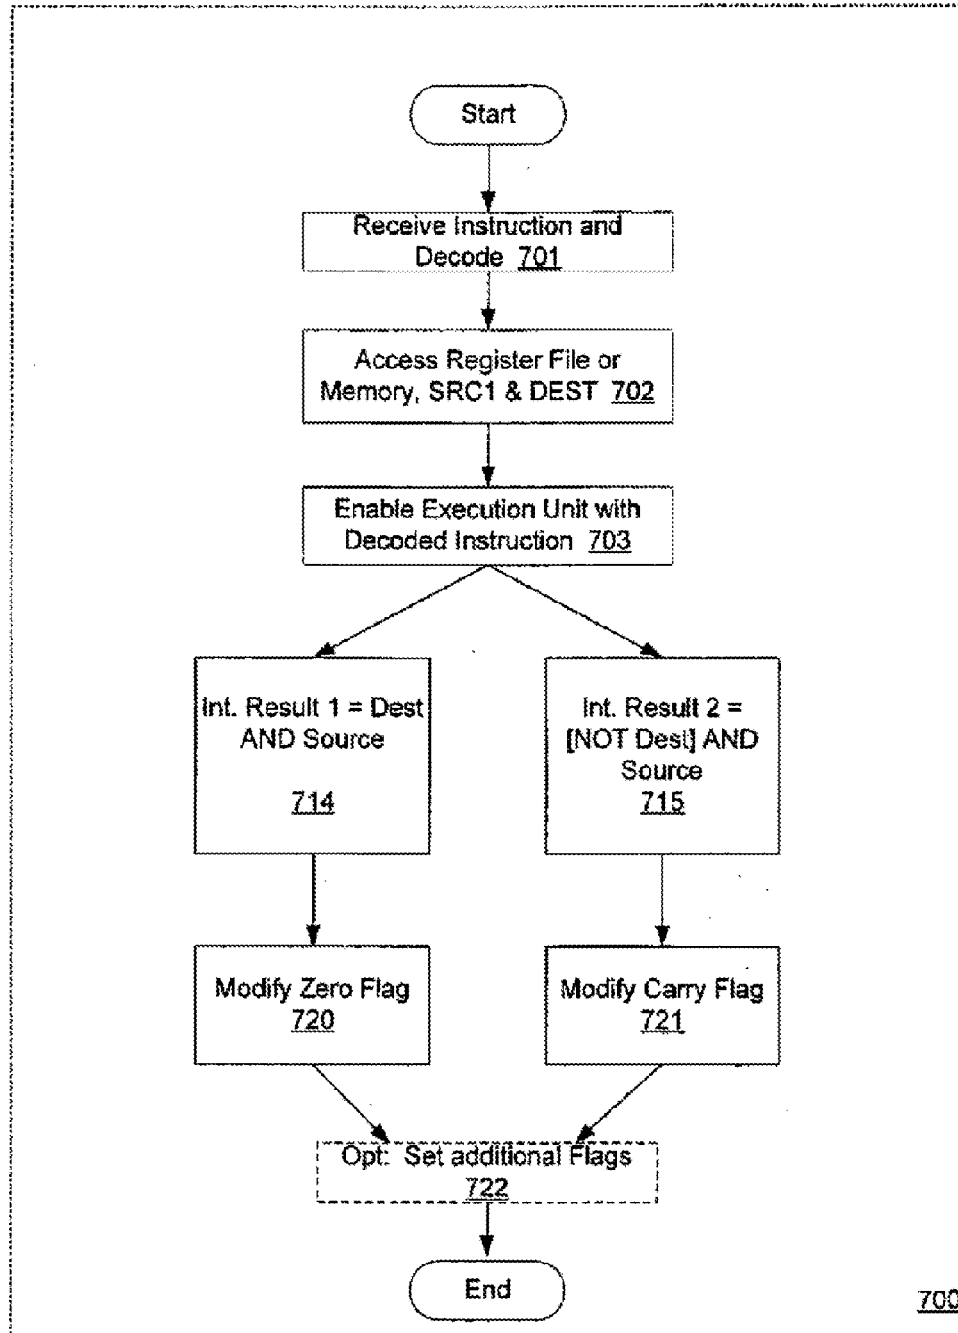 Start
Receive Instruction and
Decode 701
Access Register File or
Memory, SRC1 & DEST 702
Enable Execution Unit with
Decoded Instruction 703
Int. Result 1 = Dest
AND Source
714
Int. Result 2 =
[NOT Dest] AND
Source
715
Modify Zero Flag
720
Modify Carry Flag
721
Opt: Set additional Flags
722
End
700